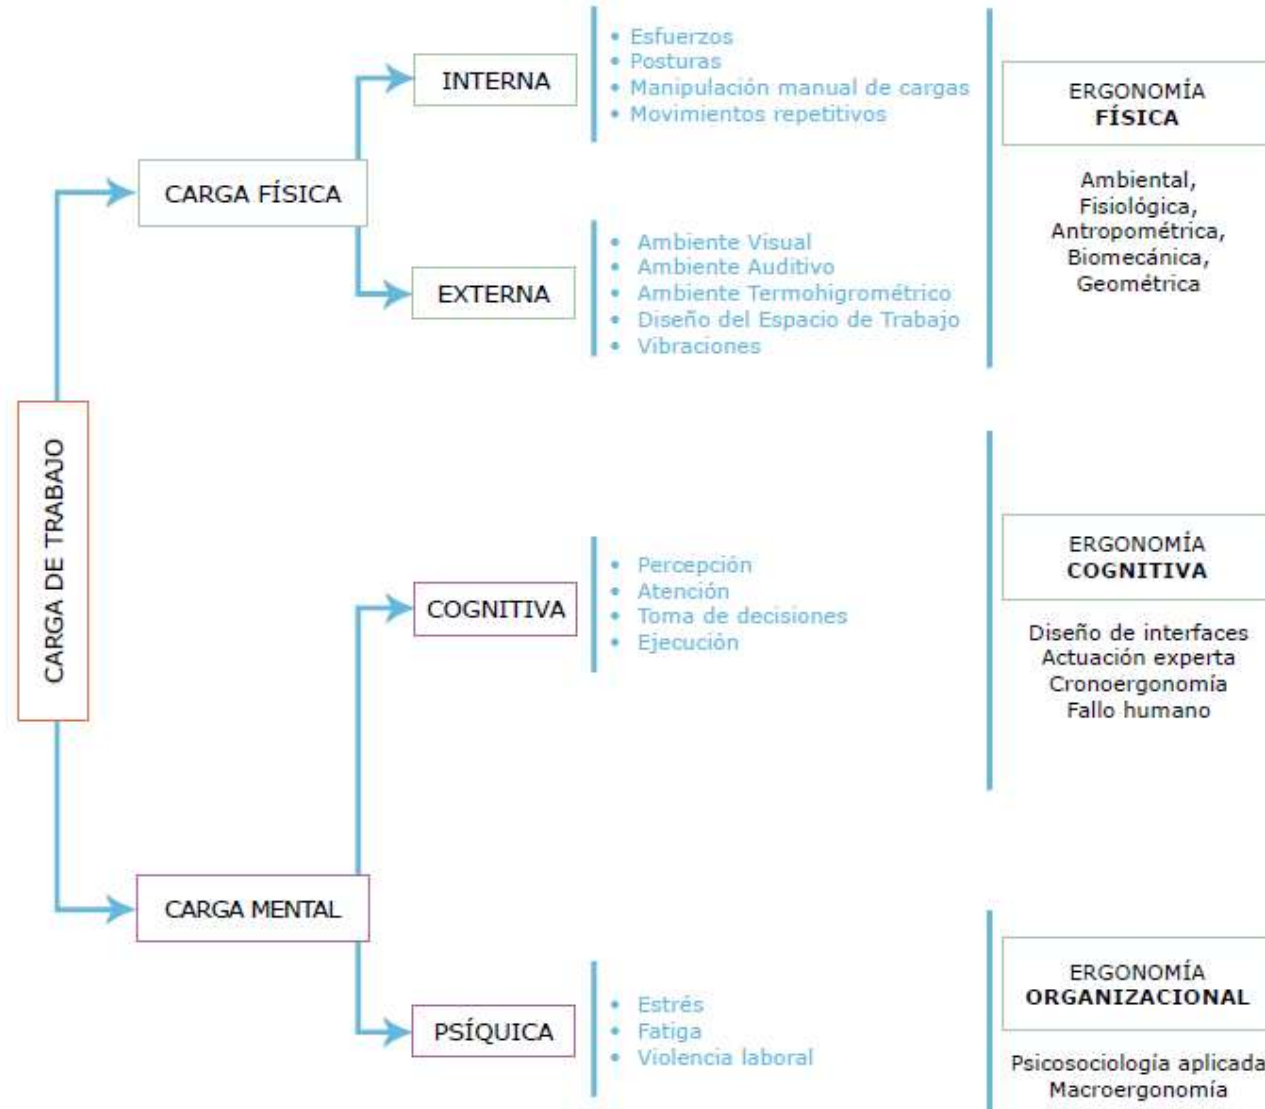 CARGA DE TRABAJO
CARGA FÍSICA
INTERNA
• Esfuerzos
• Posturas
• Manipulación manual de cargas
• Movimientos repetitivos
EXTERNA
• Ambiente Visual
• Ambiente Auditivo
• Ambiente Termohigrométrico
• Diseño del Espacio de Trabajo
• Vibraciones
ERGONOMÍA
FÍSICA
Ambiental,
Fisiológica,
Antropométrica,
Biomecánica,
Geométrica
CARGA MENTAL
COGNITIVA
• Percepción
• Atención
• Toma de decisiones
• Ejecución
ERGONOMÍA
COGNITIVA
Diseño de interfaces
Actuación experta
Cronoergonomía
Fallo humano
PSÍQUICA
• Estrés
• Fatiga
• Violencia laboral
ERGONOMÍA
ORGANIZACIONAL
Psicosociología aplicada
Macroergonomía